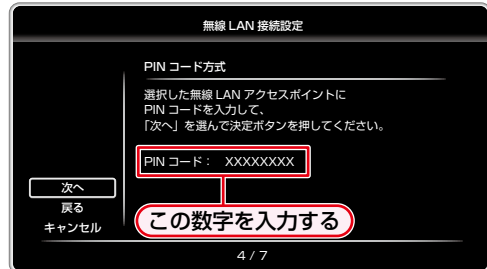 無線 LAN 接続設定
PIN コード方式
選択した無線 LAN アクセスポイントに
PIN コードを入力して、
「次へ」を選んで決定ボタンを押してください。
PIN コード： XXXXXXXX
この数字を入力する
次へ
戻る
キャンセル
4 / 7